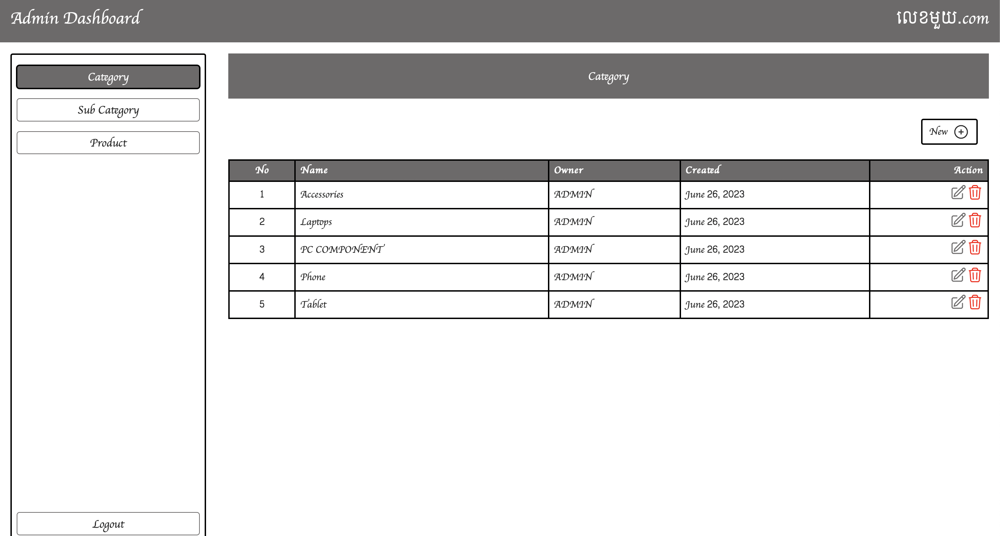 Admin Dashboard
លេខមួយ.com
Category
Sub Category
Product
Logout
Category
New
No Name Owner Created Action
1 Accessories ADMIN June 26, 2023
2 Laptops ADMIN June 26, 2023
3 PC COMPONENT ADMIN June 26, 2023
4 Phone ADMIN June 26, 2023
5 Tablet ADMIN June 26, 2023